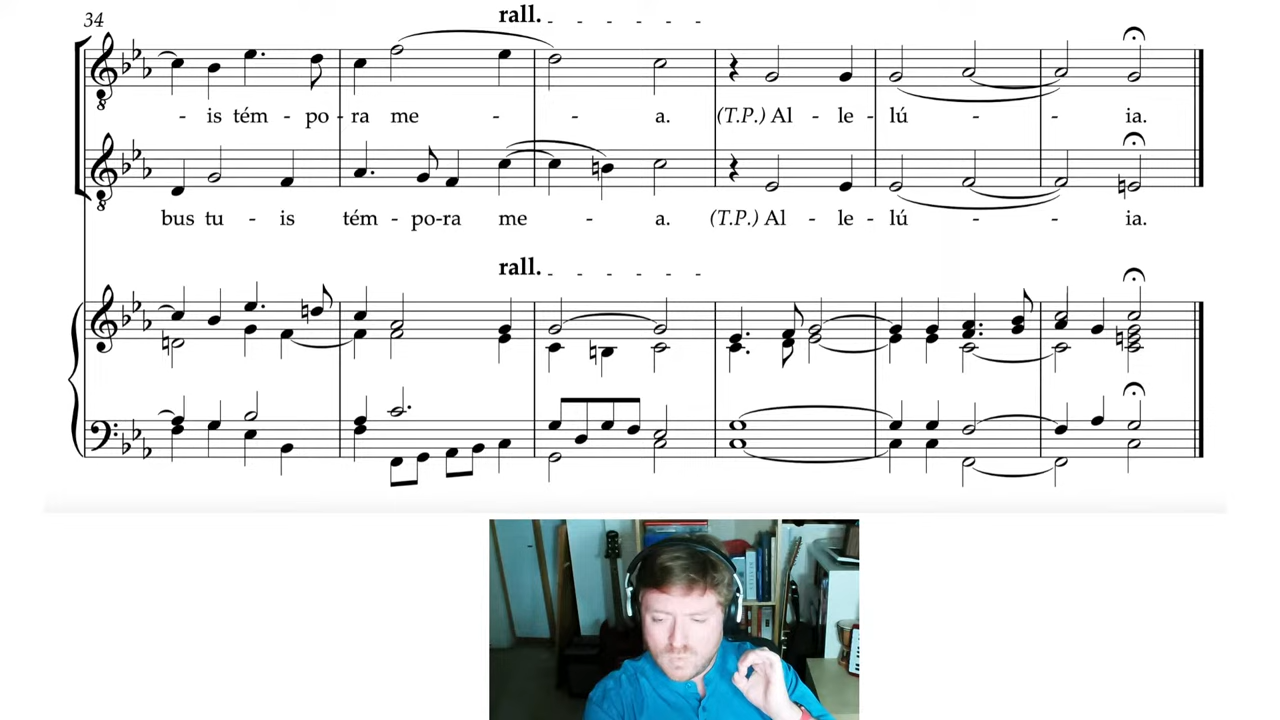 34
rall.
- is tém - po - ra me - - a. (T.P.) Al - le - lú - - ia.
bus tu - is tém - po-ra me - a. (T.P.) Al - le - lú - - ia.
rall.